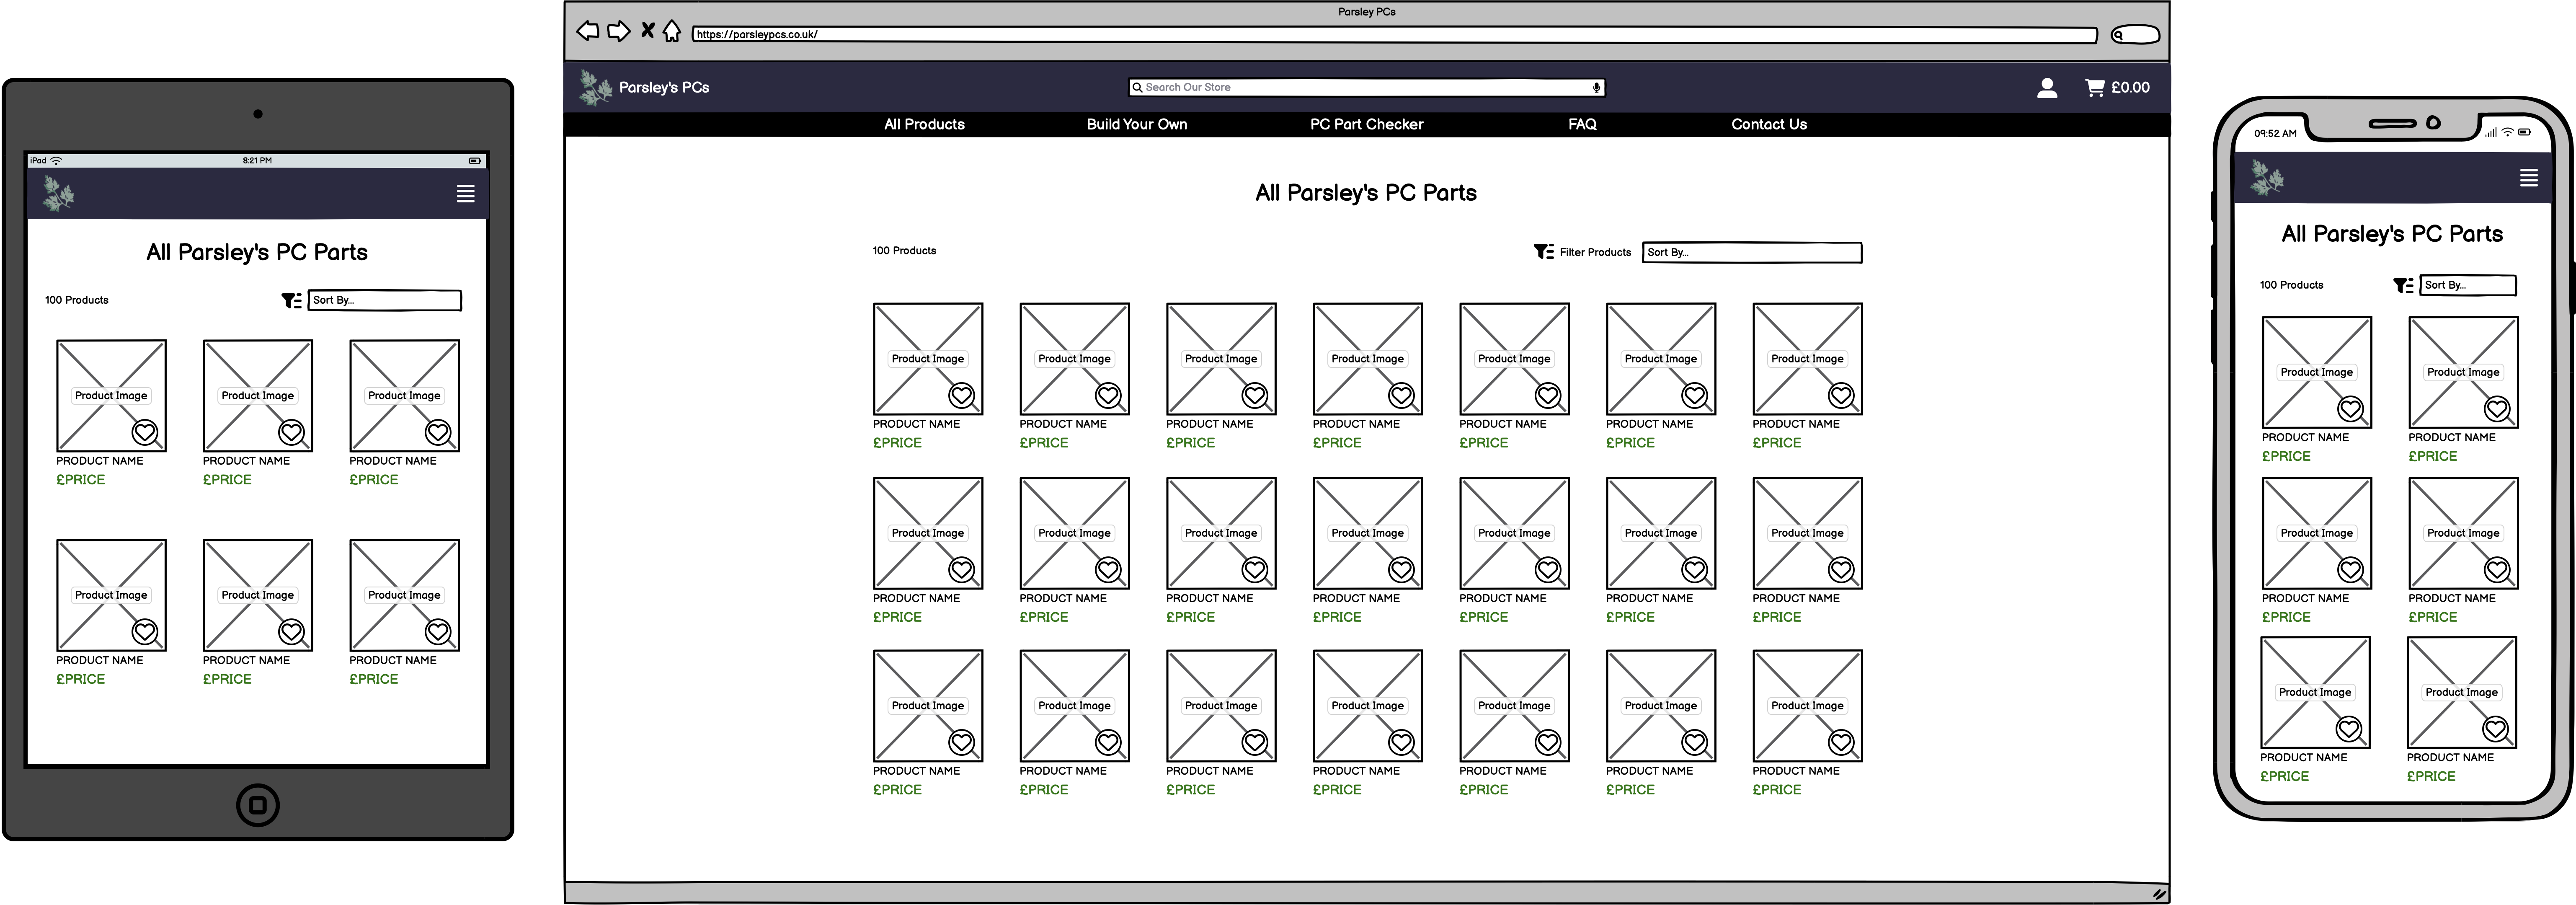 iPad
8:21 PM
All Parsley's PC Parts
100 Products
Sort By...
Product Image Product Image Product Image
PRODUCT NAME PRODUCT NAME PRODUCT NAME
£PRICE £PRICE £PRICE
Product Image Product Image Product Image
PRODUCT NAME PRODUCT NAME PRODUCT NAME
£PRICE £PRICE £PRICE
Parsley PCs
https://parsleypcs.co.uk/
Parsley's PCs
Search Our Store
£0.00
All Products Build Your Own PC Part Checker FAQ Contact Us
All Parsley's PC Parts
100 Products
Filter Products
Sort By...
Product Image Product Image Product Image Product Image Product Image Product Image Product Image
PRODUCT NAME PRODUCT NAME PRODUCT NAME PRODUCT NAME PRODUCT NAME PRODUCT NAME PRODUCT NAME
£PRICE £PRICE £PRICE £PRICE £PRICE £PRICE £PRICE
Product Image Product Image Product Image Product Image Product Image Product Image Product Image
PRODUCT NAME PRODUCT NAME PRODUCT NAME PRODUCT NAME PRODUCT NAME PRODUCT NAME PRODUCT NAME
£PRICE £PRICE £PRICE £PRICE £PRICE £PRICE £PRICE
Product Image Product Image Product Image Product Image Product Image Product Image Product Image
PRODUCT NAME PRODUCT NAME PRODUCT NAME PRODUCT NAME PRODUCT NAME PRODUCT NAME PRODUCT NAME
£PRICE £PRICE £PRICE £PRICE £PRICE £PRICE £PRICE
09:52 AM
All Parsley's PC Parts
100 Products
Sort By...
Product Image Product Image
PRODUCT NAME PRODUCT NAME
£PRICE £PRICE
Product Image Product Image
PRODUCT NAME PRODUCT NAME
£PRICE £PRICE
Product Image Product Image
PRODUCT NAME PRODUCT NAME
£PRICE £PRICE